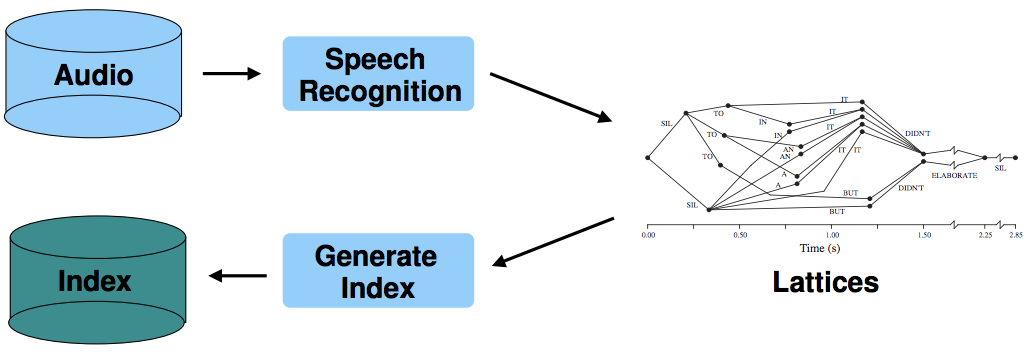 Audio
Speech
Recognition
SIL
TO
TO
TO
IN
IN
AN
AN
A
A
IT
IT
IT
IT
IT
BUT
BUT
DIDN'T
DIDN'T
ELABORATE
SIL
SIL
0.00
0.50
1.00
1.50
2.25
2.85
Time (s)
Lattices
Generate
Index
Index